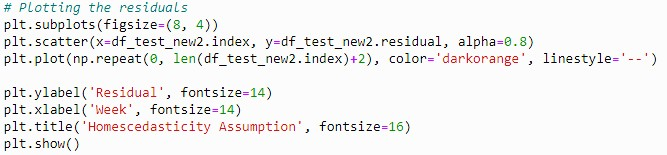 # Plotting the residuals
plt.subplots(figsize=(8, 4))
plt.scatter(x=df_test_new2.index, y=df_test_new2.residual, alpha=0.8)
plt.plot(np.repeat(0, len(df_test_new2.index)+2), color='darkorange', linestyle='--')
plt.ylabel('Residual', fontsize=14)
plt.xlabel('Week', fontsize=14)
plt.title('Homescedasticity Assumption', fontsize=16)
plt.show()